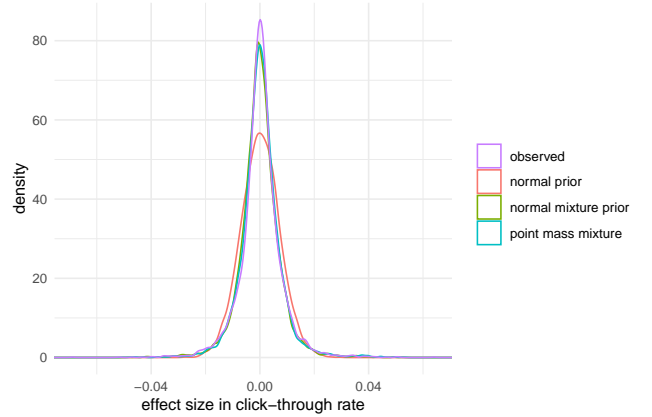 80
60
40
20
0
density
−0.04
0.00
0.04
effect size in click−through rate
observed
normal prior
normal mixture prior
point mass mixture